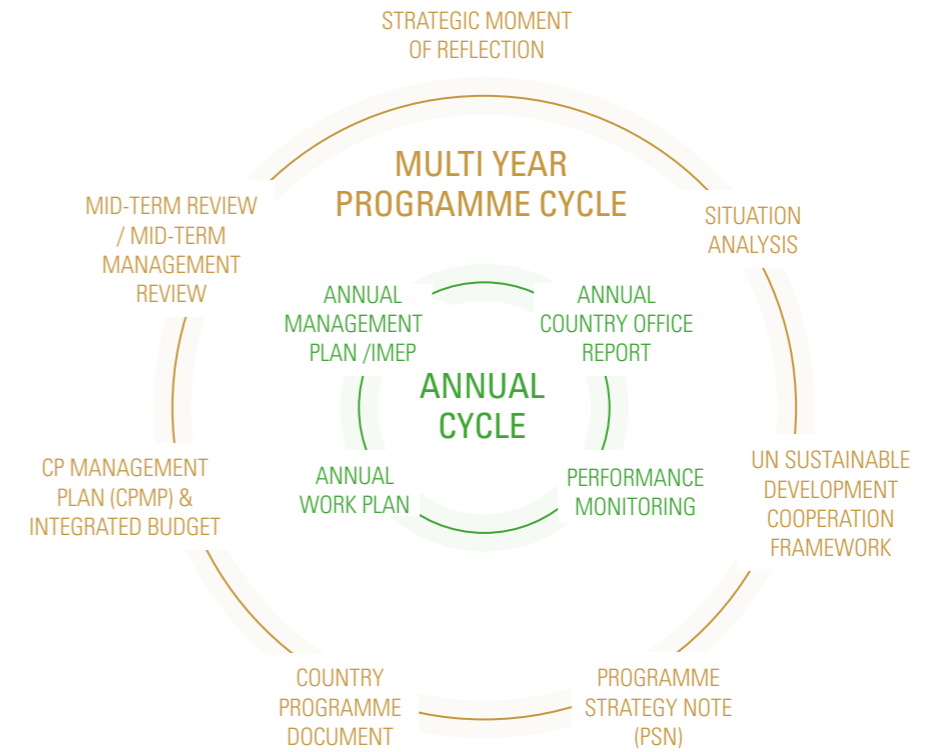 STRATEGIC MOMENT
OF REFLECTION
MULTI YEAR
PROGRAMME CYCLE
MID-TERM REVIEW
/ MID-TERM
MANAGEMENT
REVIEW
SITUATION
ANALYSIS
ANNUAL
MANAGEMENT
PLAN /IMEP
ANNUAL
COUNTRY OFFICE
REPORT
ANNUAL
CYCLE
CP MANAGEMENT
PLAN (CPMP) &
INTEGRATED BUDGET
ANNUAL
WORK PLAN
PERFORMANCE
MONITORING
UN SUSTAINABLE
DEVELOPMENT
COOPERATION
FRAMEWORK
COUNTRY
PROGRAMME
DOCUMENT
PROGRAMME
STRATEGY NOTE
(PSN)